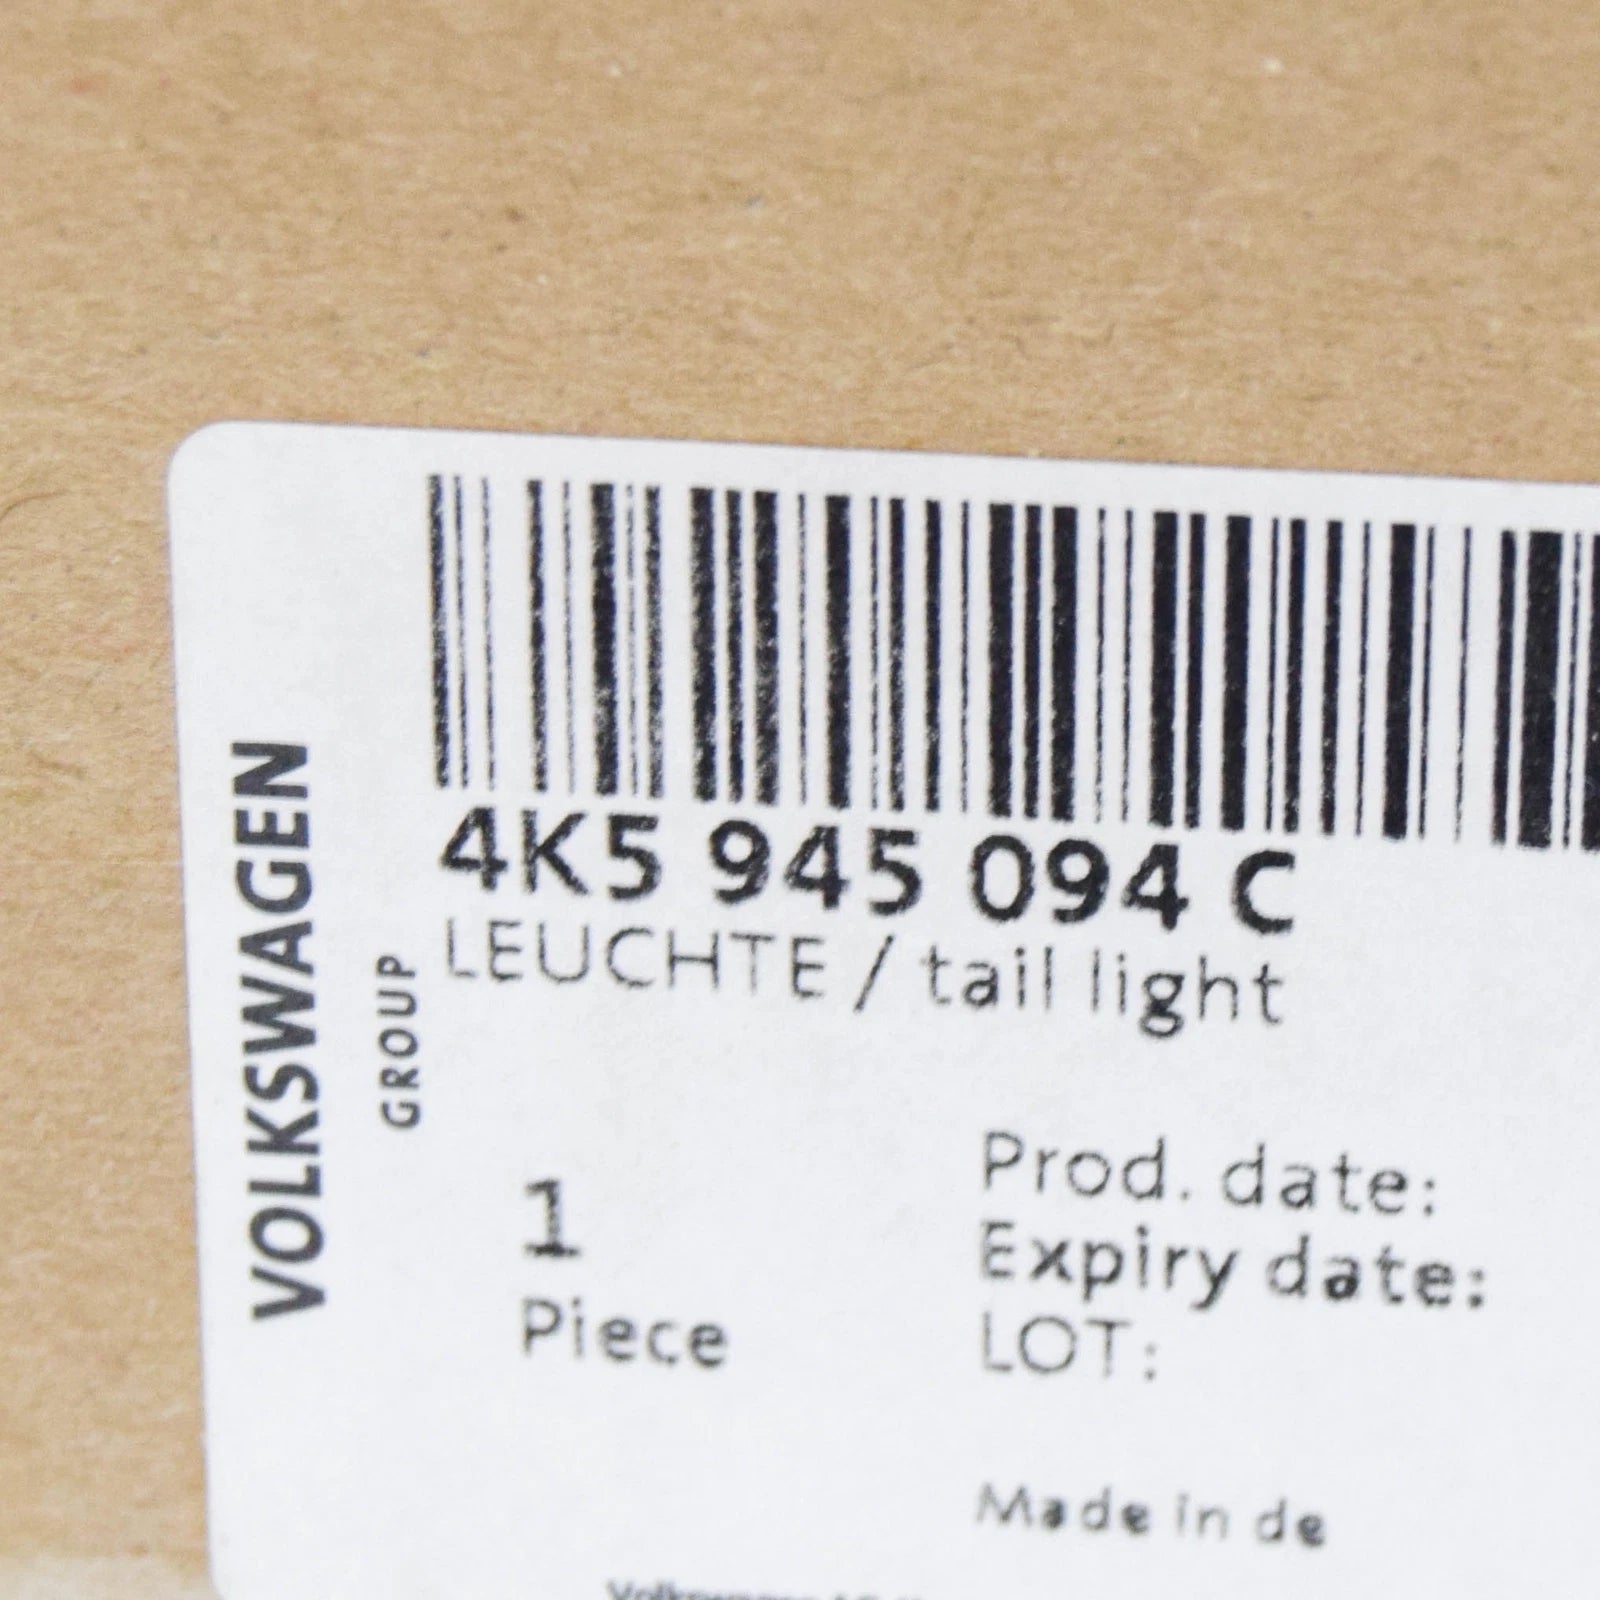 VOLKSWAGEN
GROUP
4K5 945 094 C
LEUCHTE / tail light
1
Piece
Prod. date:
Expiry date:
LOT:
Made in de